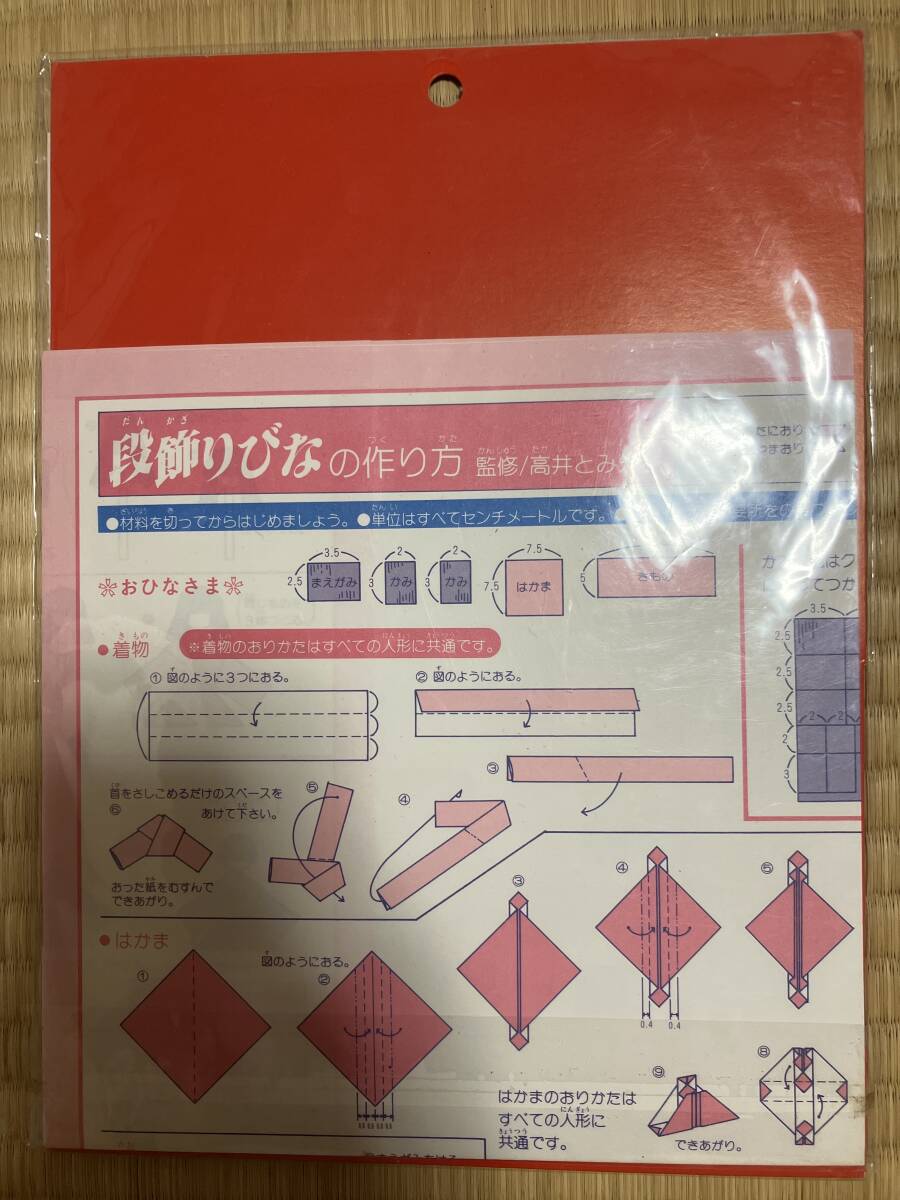 段飾りびなの作り方 監修/高井とみ
たにおり
やまおり
●材料を切ってからはじめましょう。 ●単位はすべてセンチメートルです。
おひなさま
3.5 2.5 まえがみ
2 3 かみ
2 3 かみ
7.5 7.5 はかま
5 きもの
●着物 ※着物のおりかたはすべての人形に共通です。
① 図のように3つにおる。
② 図のようにおる。
③
④
⑤
首をさしこめるだけのスペースを
あけて下さい。
⑥
おった紙をむすんで
できあがり。
3.5
2.5
2.5
2.5
2
3
●はかま
①
図のようにおる。
②
③
④
0.4 0.4
⑤
⑧
⑨
できあがり。
はかまのおりかたは
すべての人形に
共通です。